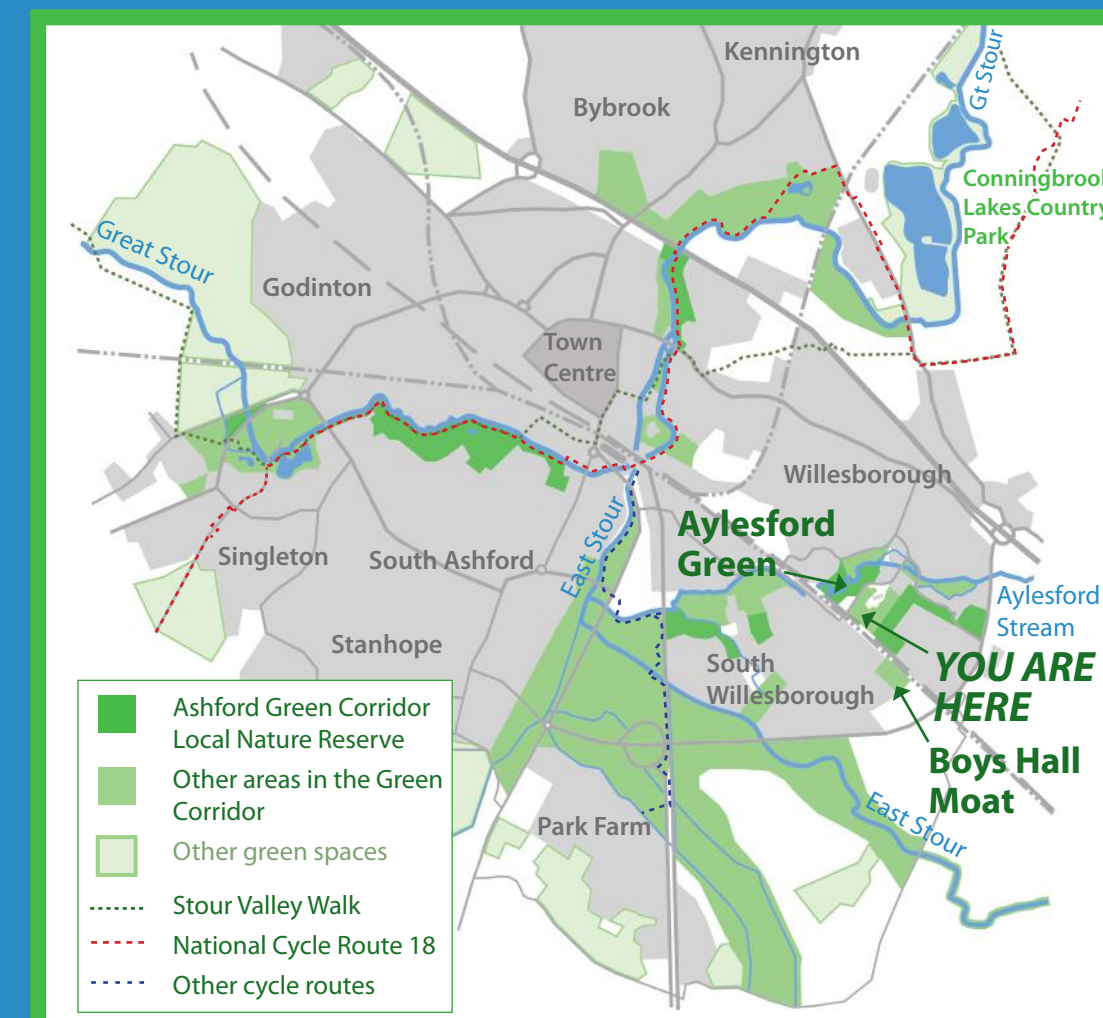 Kennington
Bybrook
Gt Stour
Conningbrook
Lakes Country
Park
Great Stour
Godinton
Town
Centre
Willesborough
Aylesford
Green
Singleton
South Ashford
East Stour
Aylesford
Stream
Stanhope
South
Willesborough
YOU ARE
HERE
Boys Hall
Moat
Park Farm
East Stour
Ashford Green Corridor
Local Nature Reserve
Other areas in the Green
Corridor
Other green spaces
Stour Valley Walk
National Cycle Route 18
Other cycle routes